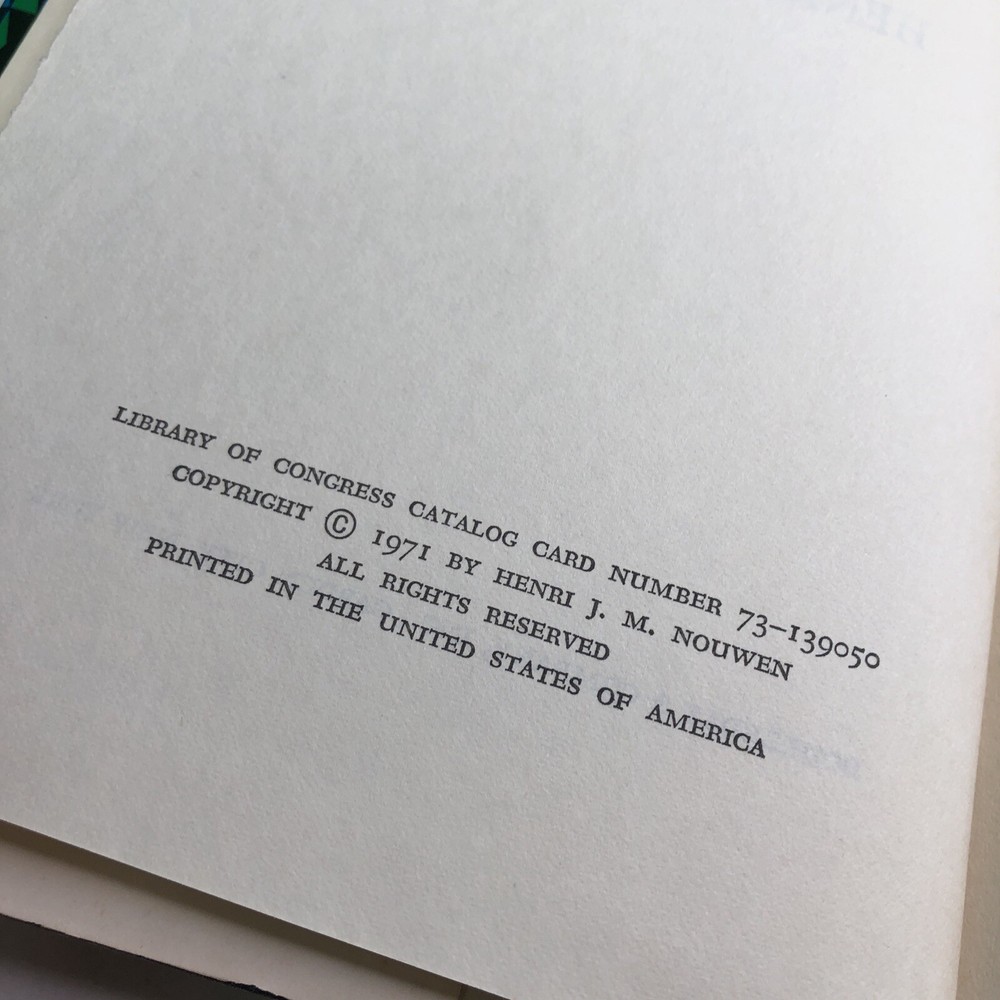 LIBRARY OF CONGRESS CATALOG CARD NUMBER 73–139050
COPYRIGHT © 1971 BY HENRI J. M. NOUWEN
ALL RIGHTS RESERVED
PRINTED IN THE UNITED STATES OF AMERICA